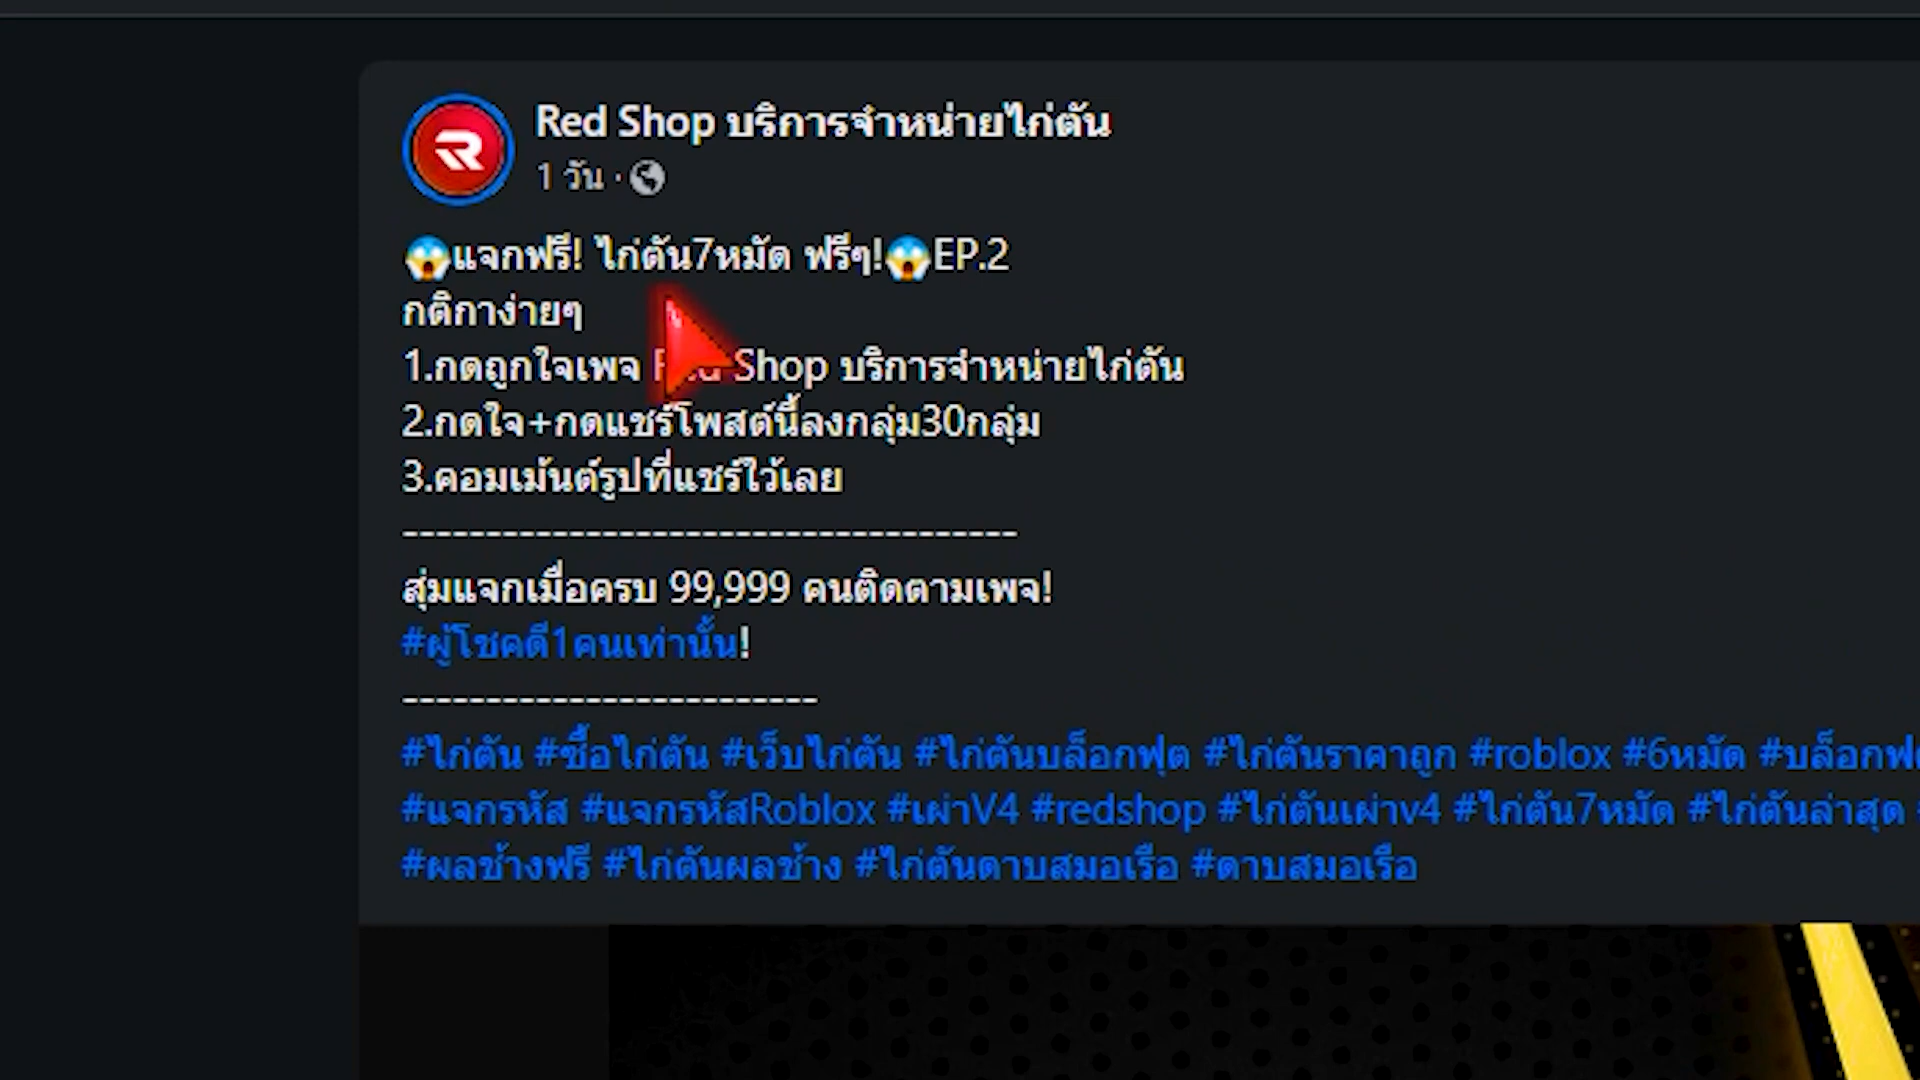 Red Shop บริการจำหน่ายไก่ตัน
1 วัน ·
😱แจกฟรี! ไก่ตัน7หมัด ฟรีๆ!😱EP.2
กติกาง่ายๆ
1.กดถูกใจเพจ Red Shop บริการจำหน่ายไก่ตัน
2.กดใจ+กดแชร์โพสต์นี้ลงกลุ่ม30กลุ่ม
3.คอมเม้นต์รูปที่แชร์ไว้เลย
-------------------------------------
สุ่มแจกเมื่อครบ 99,999 คนติดตามเพจ!
#ผู้โชคดี1คนเท่านั้น!
-------------------------
#ไก่ตัน #ซื้อไก่ตัน #เว็บไก่ตัน #ไก่ตันบล็อกฟุต #ไก่ตันราคาถูก #roblox #6หมัด
#แจกรหัส #แจกรหัสRoblox #เผ่าV4 #redshop #ไก่ตันเผ่าv4 #ไก่ตัน7หมัด #ไก่ตันล่าสุด
#ผลช้างฟรี #ไก่ตันผลช้าง #ไก่ตันดาบสมอเรือ #ดาบสมอเรือ